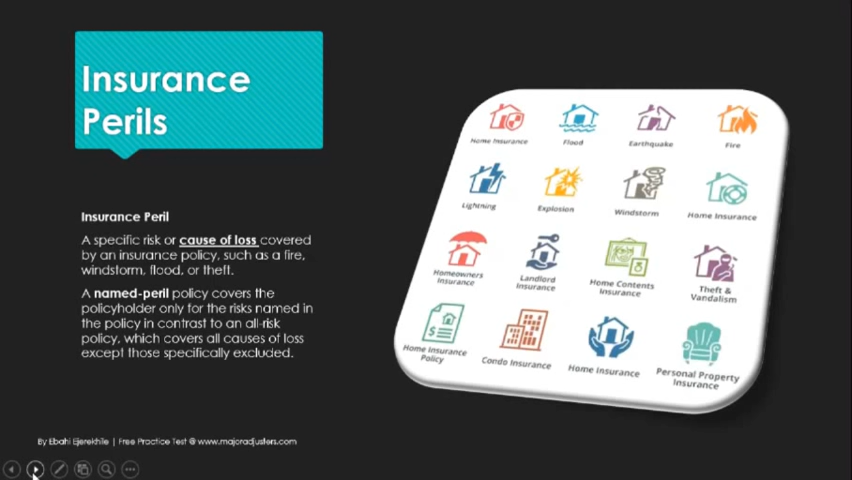 Insurance
Perils
Insurance Peril
A specific risk or cause of loss covered
by an insurance policy, such as a fire,
windstorm, flood, or theft.
A named-peril policy covers the
policyholder only for the risks named in
the policy in contrast to an all-risk
policy, which covers all causes of loss
except those specifically excluded.
By Ebahi Ejerekhile | Free Practice Test @ www.majoradjusters.com
Home Insurance
Flood
Earthquake
Fire
Lightning
Explosion
Windstorm
Home Insurance
Homeowners
Insurance
Landlord
Insurance
Home Contents
Insurance
Theft &
Vandalism
Home Insurance
Policy
Condo Insurance
Home Insurance
Personal Property
Insurance